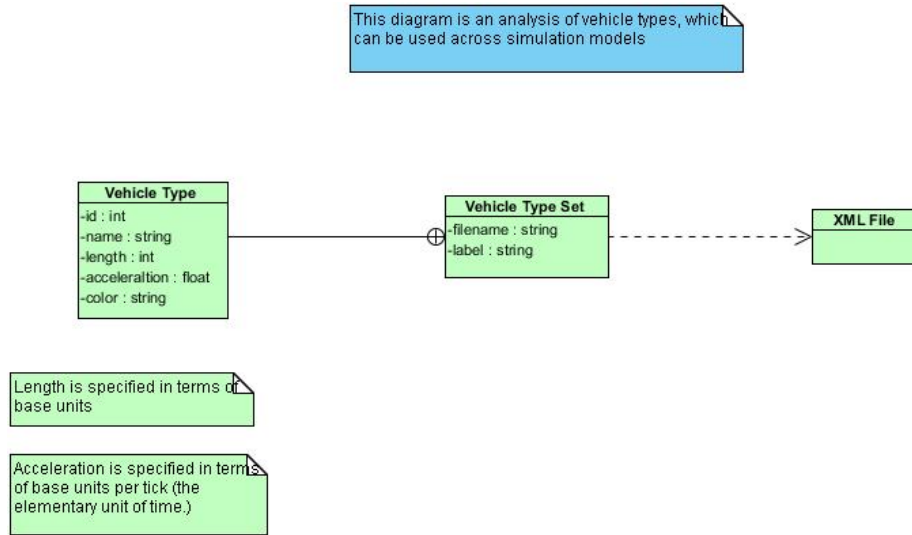 This diagram is an analysis of vehicle types, which
can be used across simulation models
Vehicle Type
-id : int
-name : string
-length : int
-acceleraltion : float
-color : string
Vehicle Type Set
-filename : string
-label : string
XML File
Length is specified in terms of
base units
Acceleration is specified in terms
of base units per tick (the
elementary unit of time.)